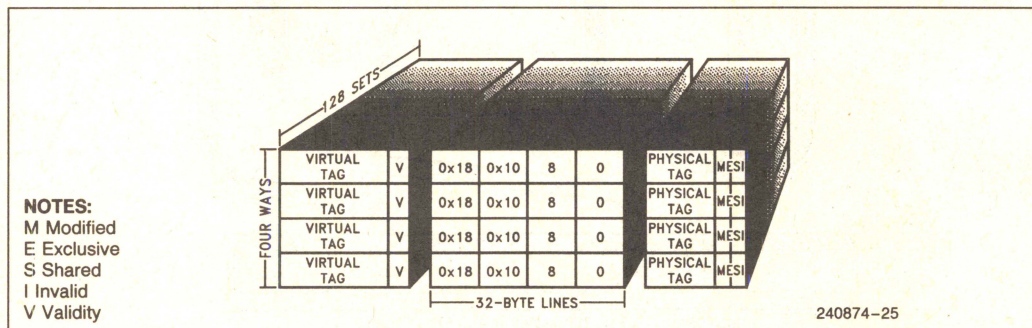 128 SETS
FOUR WAYS
VIRTUAL TAG V 0x18 0x10 8 0 PHYSICAL TAG MESI
VIRTUAL TAG V 0x18 0x10 8 0 PHYSICAL TAG MESI
VIRTUAL TAG V 0x18 0x10 8 0 PHYSICAL TAG MESI
VIRTUAL TAG V 0x18 0x10 8 0 PHYSICAL TAG MESI
32-BYTE LINES
NOTES:
M Modified
E Exclusive
S Shared
I Invalid
V Validity
240874-25